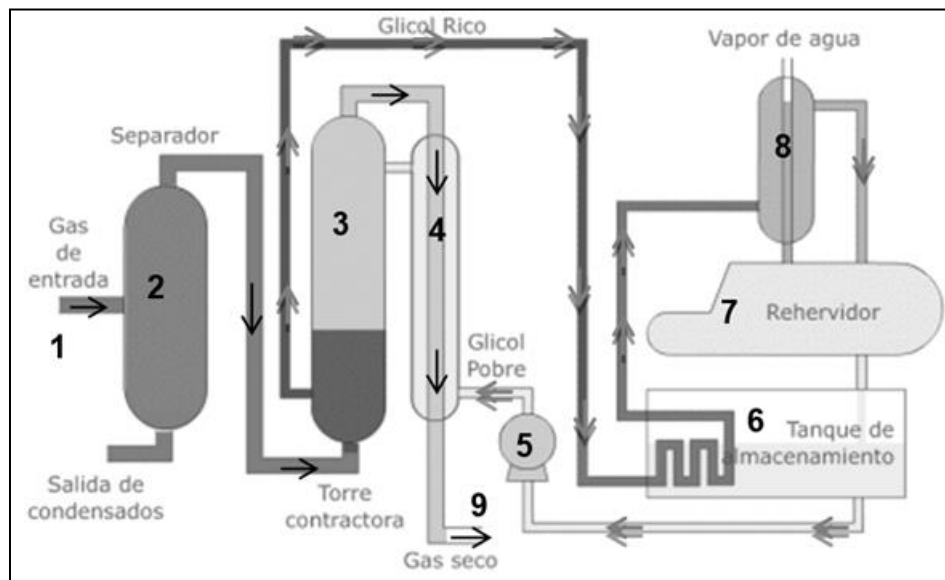 Glicol Rico
Vapor de agua
Separador
8
Gas
de
entrada
3
4
2
7
Rehervidor
1
Glicol
Pobre
6
5
Tanque de
almacenamiento
Salida de
condensados
Torre
contractora
9
Gas seco